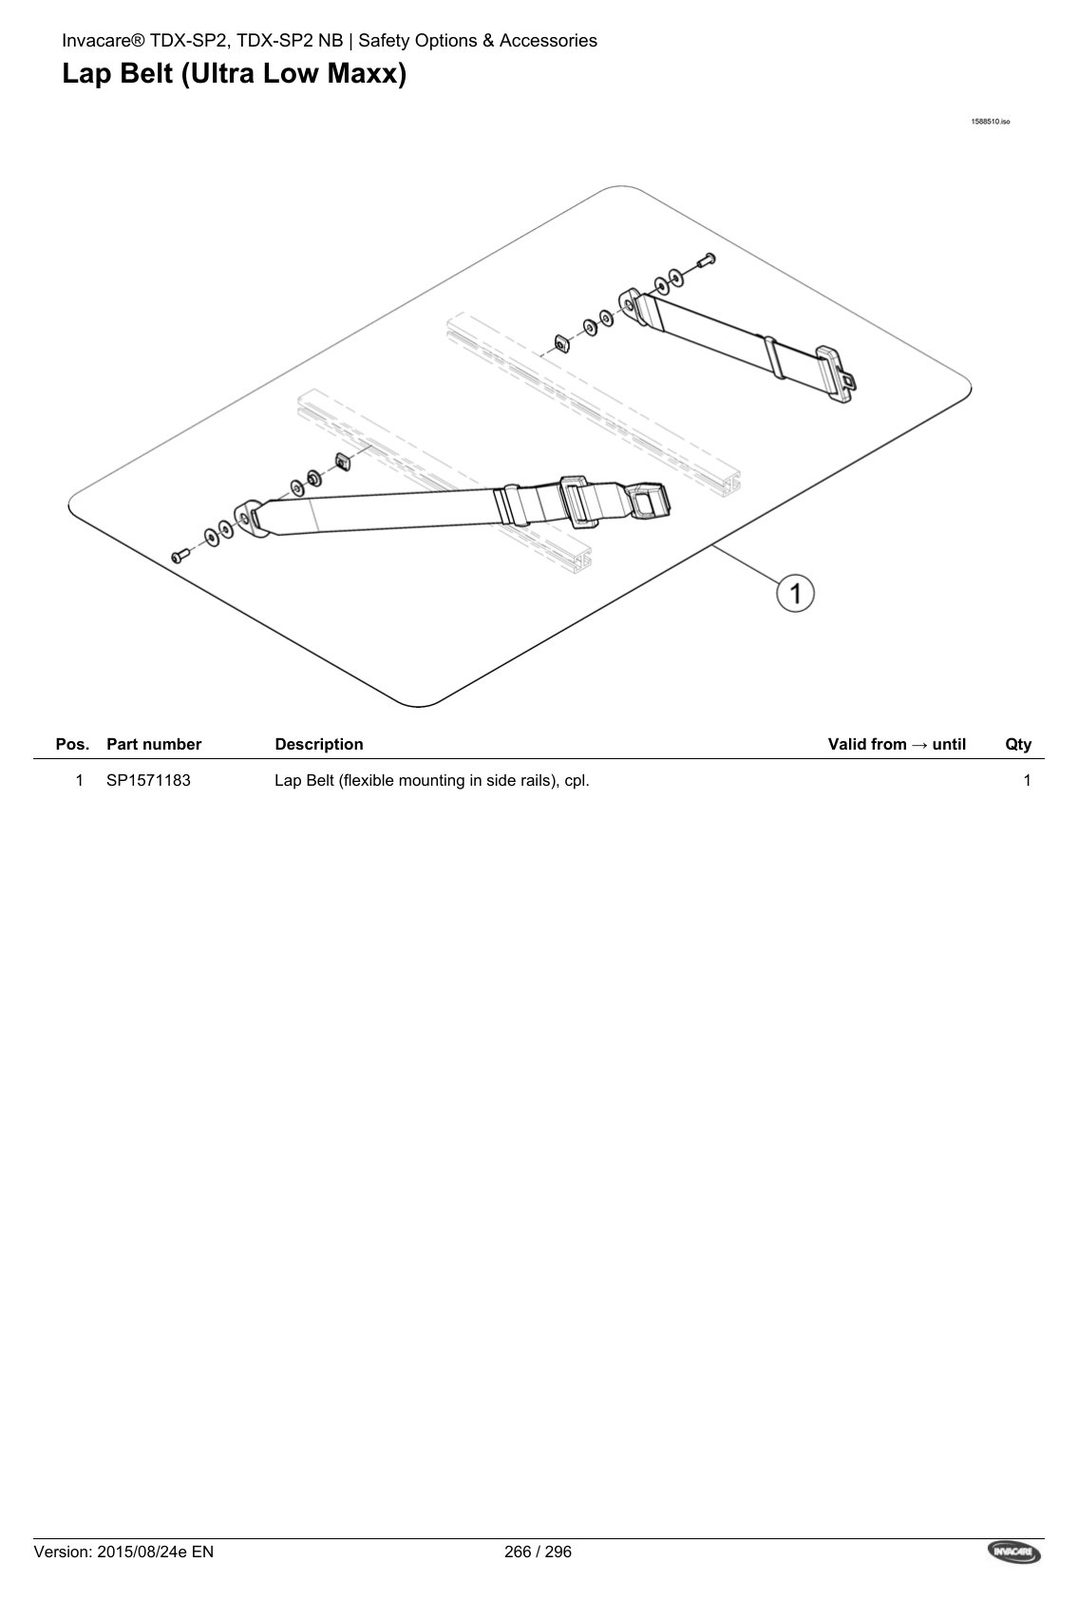 Invacare® TDX-SP2, TDX-SP2 NB | Safety Options & Accessories
Lap Belt (Ultra Low Maxx)
1588510.iso
1
Pos. Part number Description Valid from → until Qty
1 SP1571183 Lap Belt (flexible mounting in side rails), cpl. 1
Version: 2015/08/24e EN 266 / 296 INVACARE